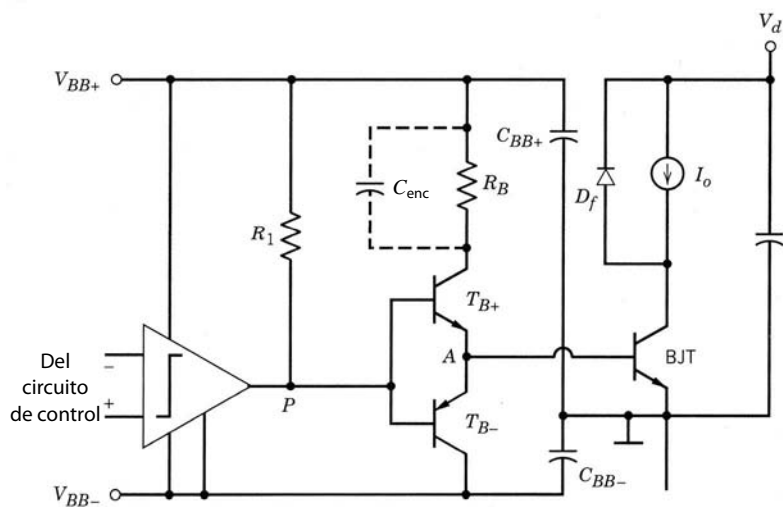 V_d
V_BB+
C_BB+
C_enc
R_B
D_f
I_o
R_1
T_B+
Del
circuito
de control
−
+
A
BJT
P
T_B−
C_BB−
V_BB−